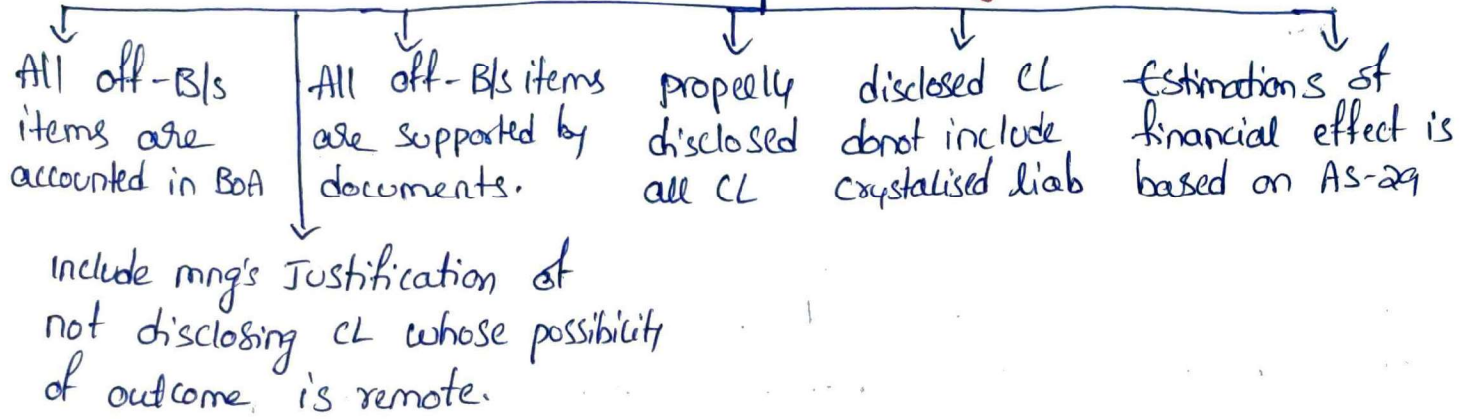 All off-B/s
items are
accounted in BoA
All off-B/s items
are supported by
documents.
properly
disclosed
all CL
disclosed CL
donot include
crystalised liab
Estimations of
financial effect is
based on AS-29
include mng's Justification of
not disclosing CL whose possibility
of outcome is remote.